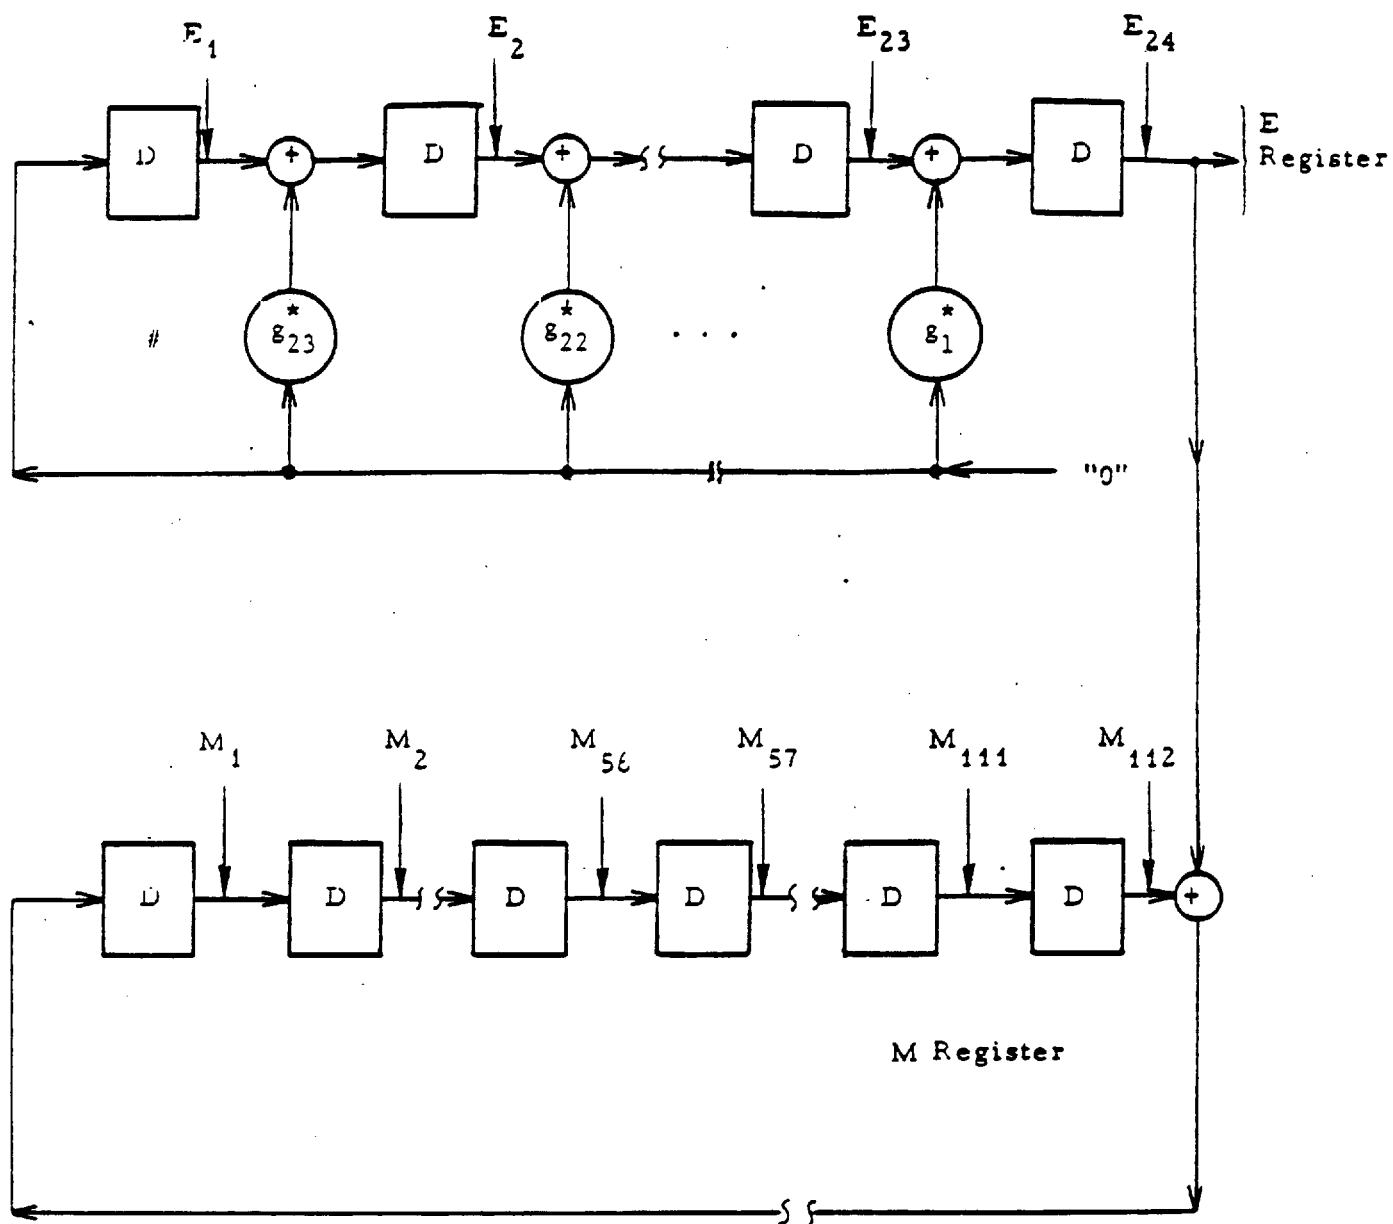 E1 E2 E23 E24
D + D + D + D E
Register
# g*23 g*22 . . . g*1
"0"
M1 M2 M56 M57 M111 M112
D D D D D D +
M Register